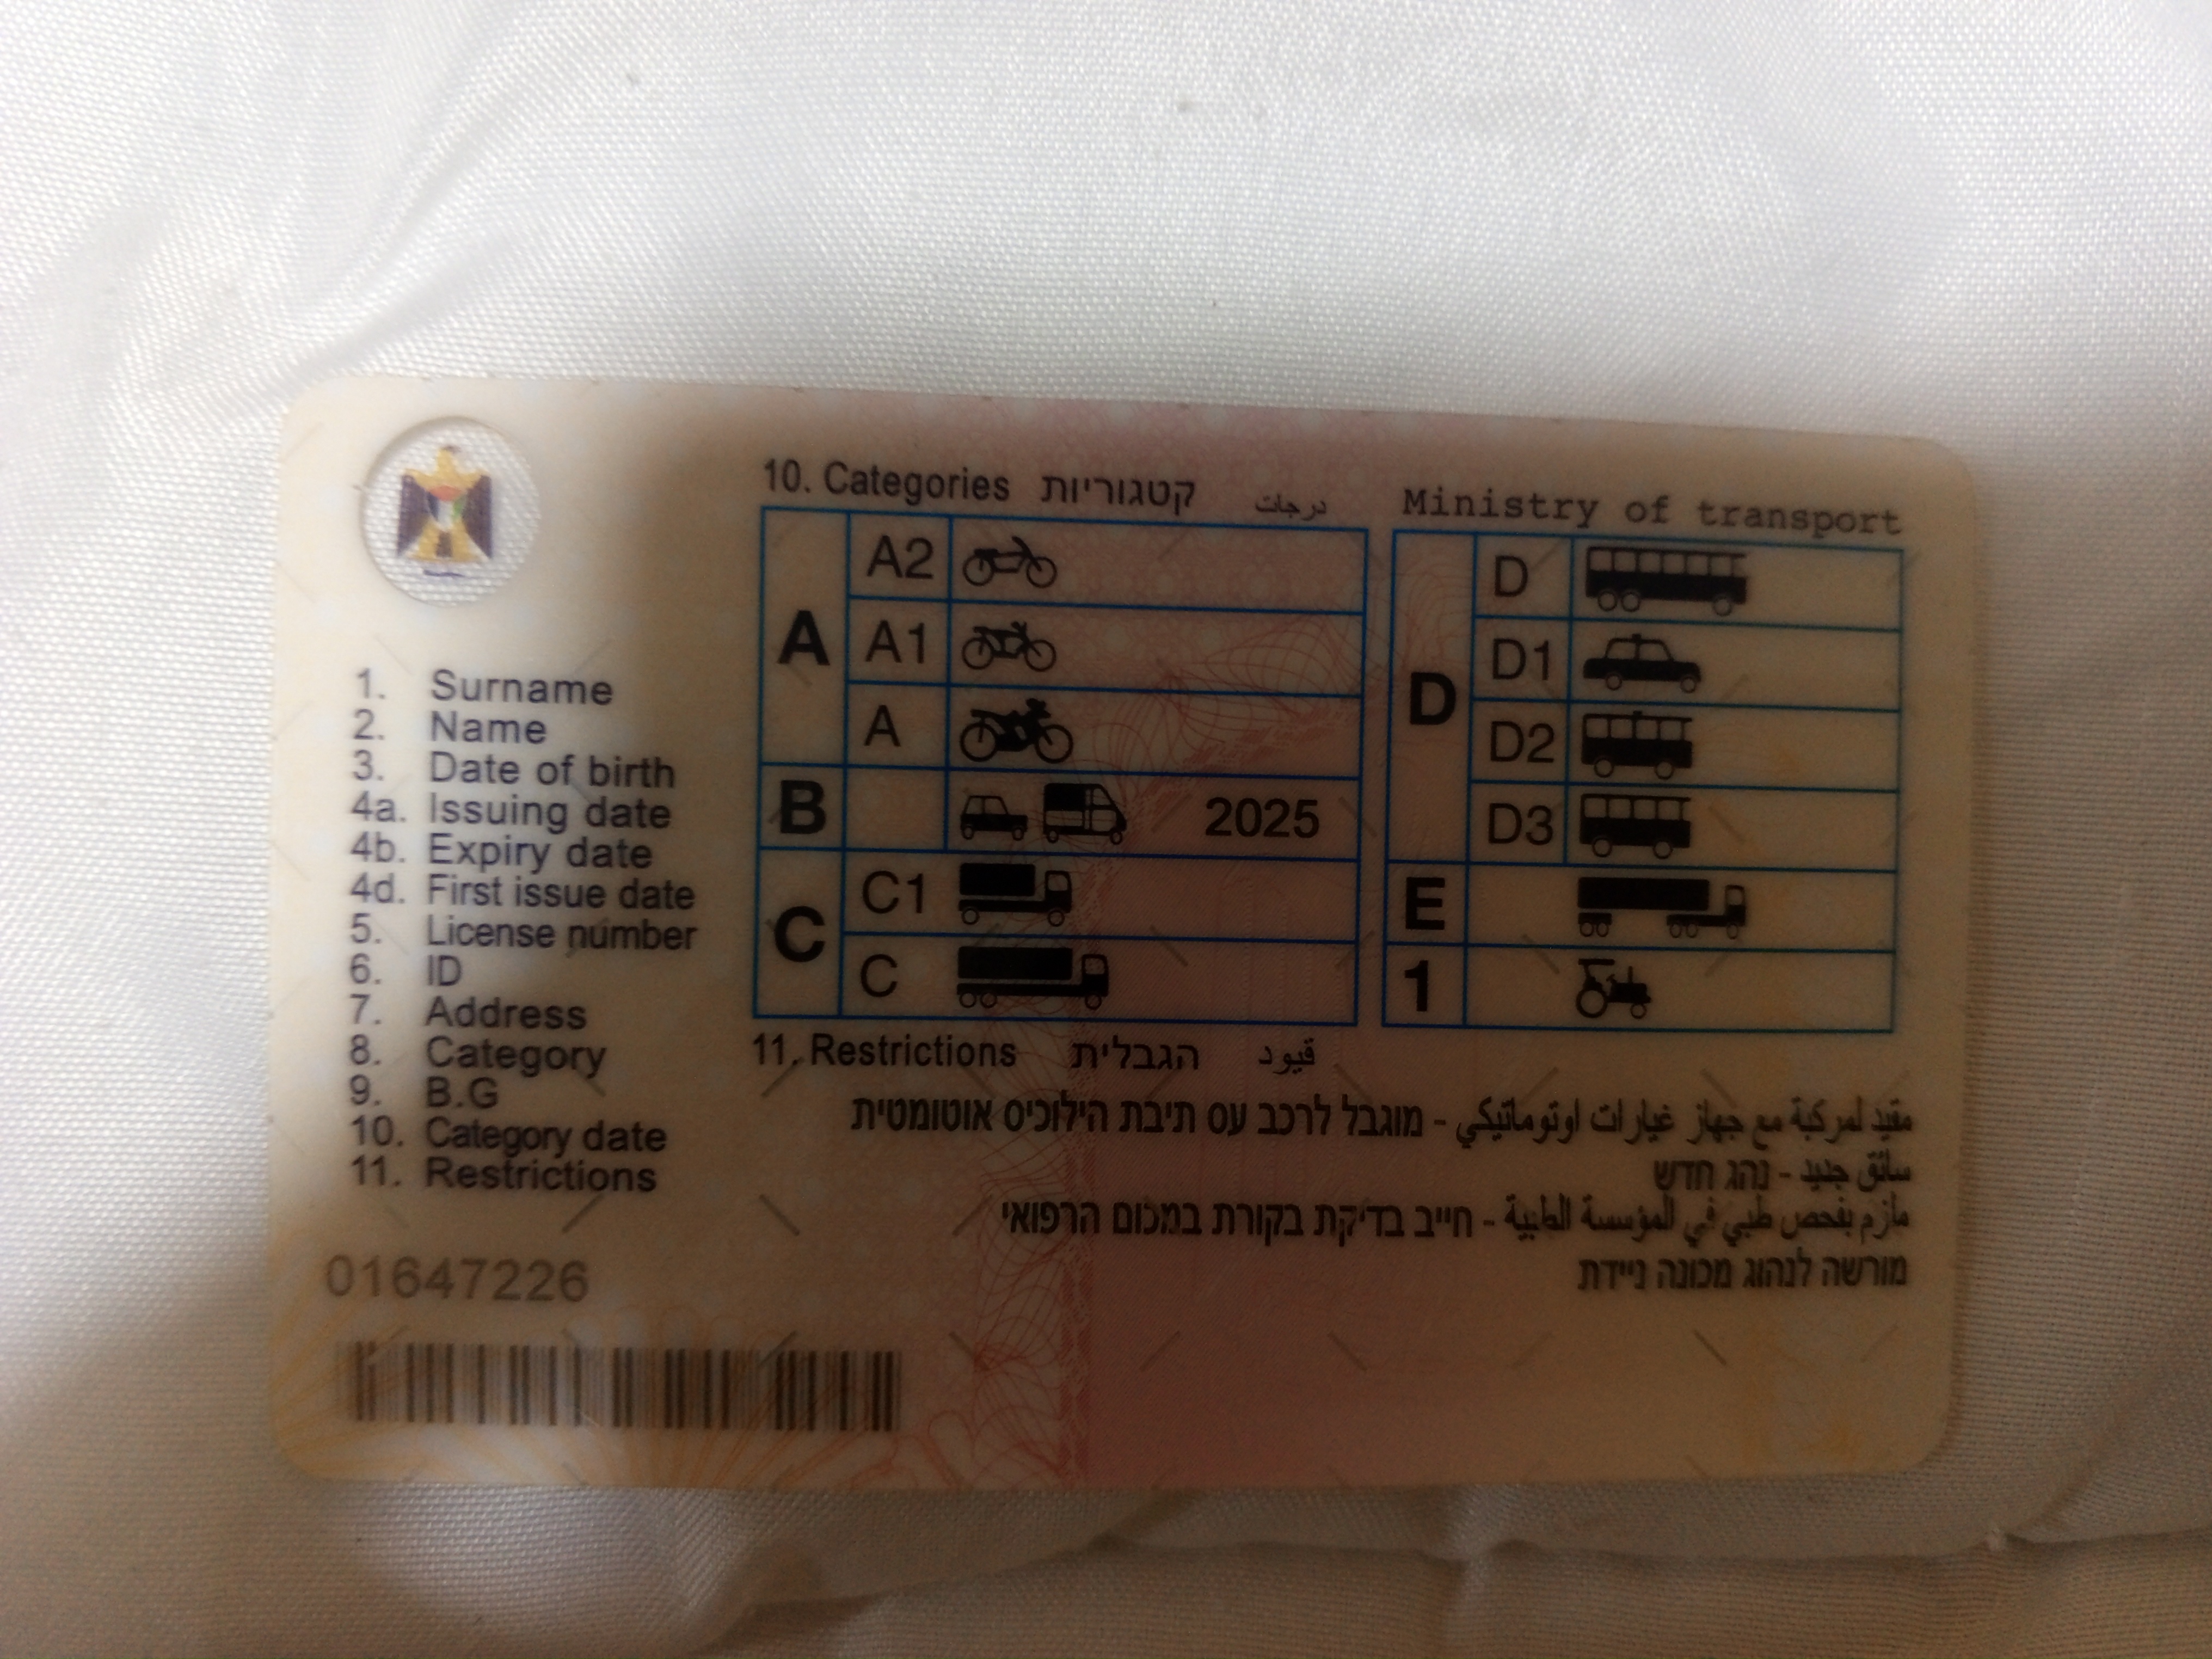 10. Categories קטגוריות درجات
Ministry of transport
A
A2
A1
A
B
2025
C
C1
C
D
D
D1
D2
D3
E
1
1. Surname
2. Name
3. Date of birth
4a. Issuing date
4b. Expiry date
4d. First issue date
5. License number
6. ID
7. Address
8. Category
9. B.G
10. Category date
11. Restrictions
01647226
11. Restrictions הגבלית قيود
مقيد لمركبة مع جهاز غيارات اوتوماتيكي - מוגבל לרכב עם תיבת הילוכים אוטומטית
سائق جديد - נהג חדש
ملزم بفحص طبي في المؤسسة الطبية - חייב בדיקת בקורת במכום הרפואי
מורשה לנהוג מכונה ניידת